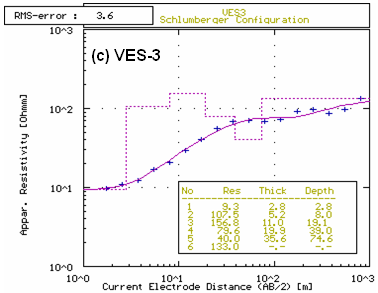 RMS-error : 3.6
VES3
Schlumberger Configuration
(c) VES-3
Appar. Resistivity [Ohmm]
10^3
10^2
10^1
10^0
No Res Thick Depth
1 9.3 2.8 2.8
2 107.5 5.2 8.0
3 156.8 11.0 19.1
4 79.6 19.9 39.0
5 40.0 35.6 74.6
6 133.0 -.- -.-
10^0 10^1 10^2 10^3
Current Electrode Distance (AB/2) [m]